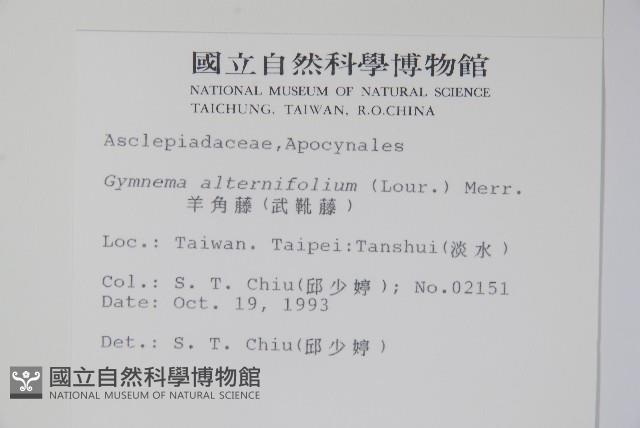 國立自然科學博物館
NATIONAL MUSEUM OF NATURAL SCIENCE
TAICHUNG, TAIWAN, R.O.CHINA
Asclepiadaceae,Apocynales
Gymnema alternifolium (Lour.) Merr.
羊角藤(武靴藤)
Loc.: Taiwan. Taipei:Tanshui(淡水)
Col.: S. T. Chiu(邱少婷); No.02151
Date: Oct. 19, 1993
Det.: S. T. Chiu(邱少婷)
國立自然科學博物館
NATIONAL MUSEUM OF NATURAL SCIENCE